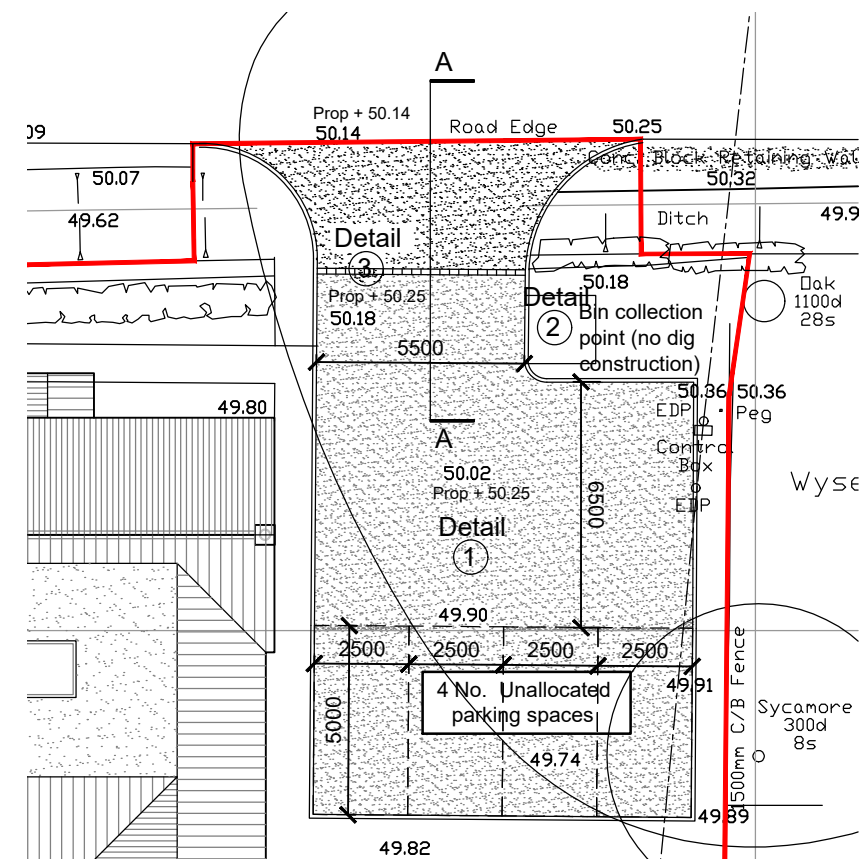 A
Prop + 50.14
09
50.14
Road Edge
50.25
Conc. Block Retaining Wal
50.07
50.32
49.62
Ditch
49.9
Detail
3
50.18
Oak
1100d
28s
Prop + 50.25
50.18
Detail
2
Bin collection
point (no dig
construction)
5500
50.36
50.36
49.80
EDP
Peg
A
Control
Box
50.02
Prop + 50.25
6500
EDP
Wyse
Detail
1
49.90
2500
2500
2500
2500
49.91
4 No. Unallocated
parking spaces
5000
1500mm C/B Fence
Sycamore
300d
8s
49.74
49.89
49.82